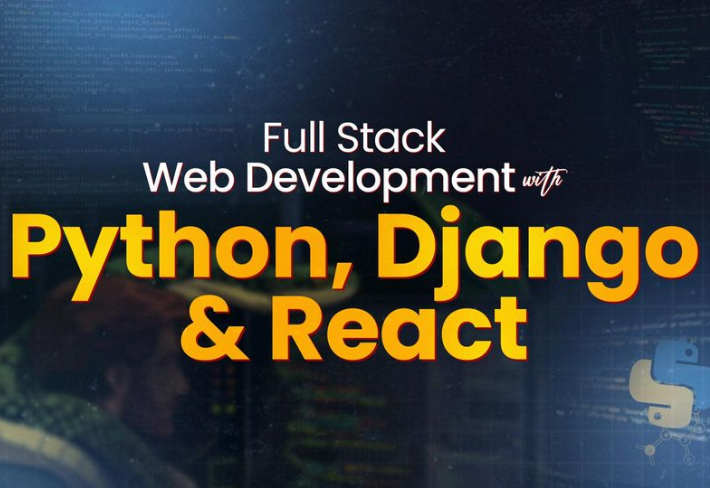 Full Stack
Web Development with
Python, Django
& React